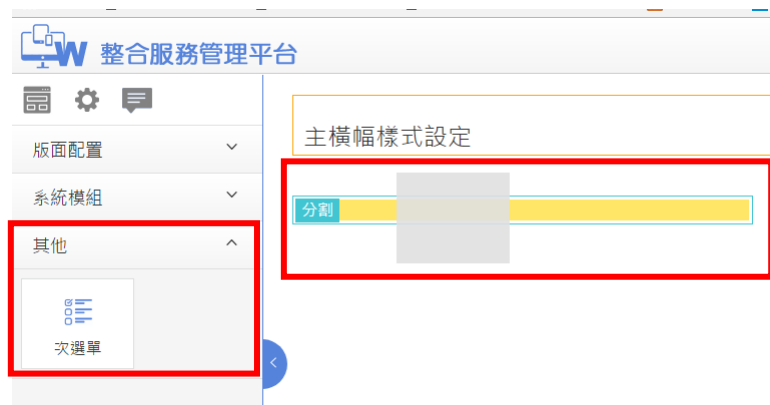 W 整合服務管理平台
主橫幅樣式設定
版面配置
系統模組
分割
其他
次選單